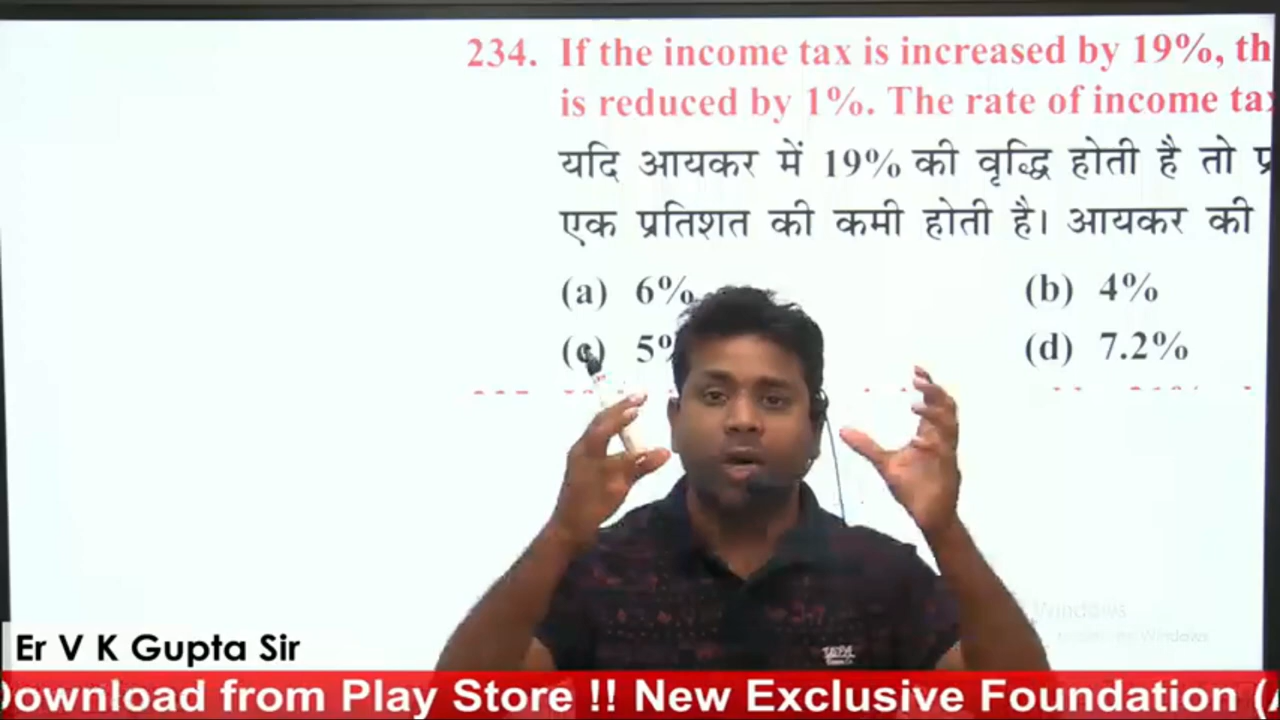 234. If the income tax is increased by 19%, th
is reduced by 1%. The rate of income tax
यदि आयकर में 19% की वृद्धि होती है तो प्र
एक प्रतिशत की कमी होती है। आयकर की
(a) 6%
(b) 4%
(c) 5%
(d) 7.2%
Windows
Er V K Gupta Sir
Download from Play Store !! New Exclusive Foundation (A